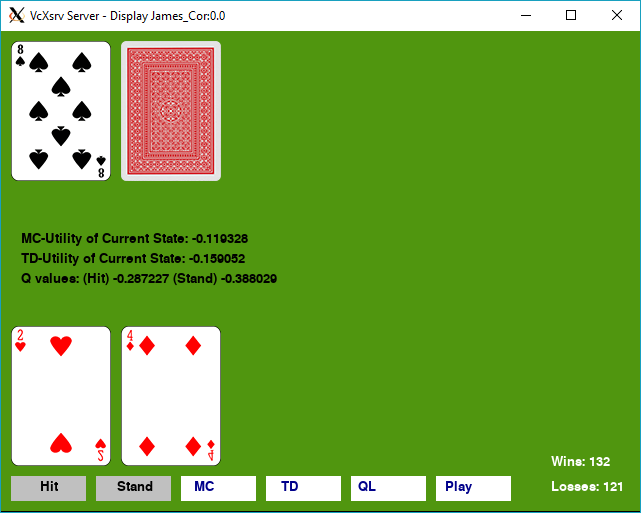 VcXsrv Server - Display James_Cor:0.0
8
8
MC-Utility of Current State: -0.119328
TD-Utility of Current State: -0.159052
Q values: (Hit) -0.287227 (Stand) -0.388029
2 4
2 4
Wins: 132
Hit Stand MC TD QL Play Losses: 121